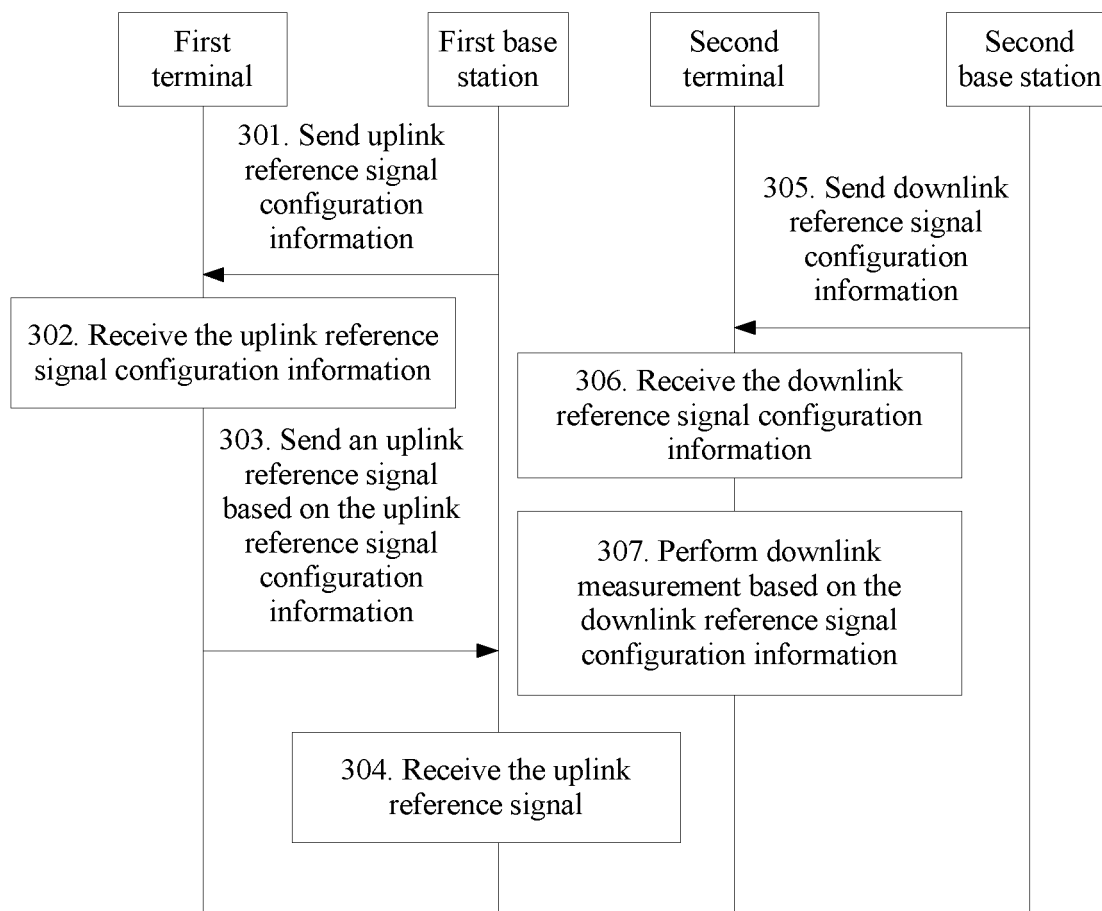 First
terminal
First base
station
Second
terminal
Second
base station
301. Send uplink
reference signal
configuration
information
305. Send downlink
reference signal
configuration
information
302. Receive the uplink reference
signal configuration information
306. Receive the downlink
reference signal configuration
information
303. Send an uplink
reference signal
based on the uplink
reference signal
configuration
information
307. Perform downlink
measurement based on the
downlink reference signal
configuration information
304. Receive the uplink
reference signal